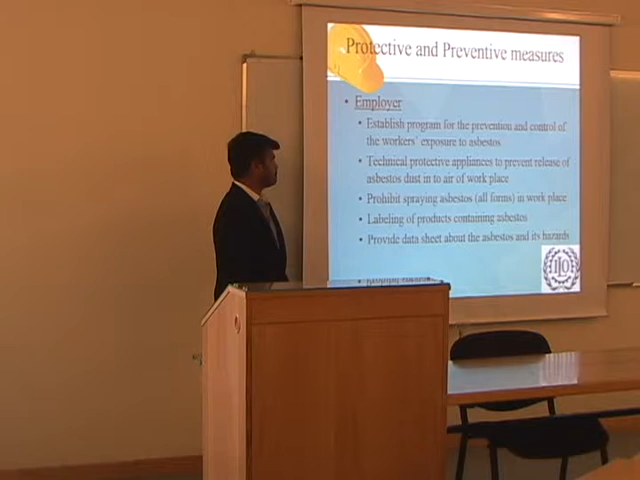 Protective and Preventive measures
• Employer
• Establish program for the prevention and control of
the workers' exposure to asbestos
• Technical protective appliances to prevent release of
asbestos dust in to air of work place
• Prohibit spraying asbestos (all forms) in work place
• Labeling of products containing asbestos
• Provide data sheet about the asbestos and its hazards
ILO